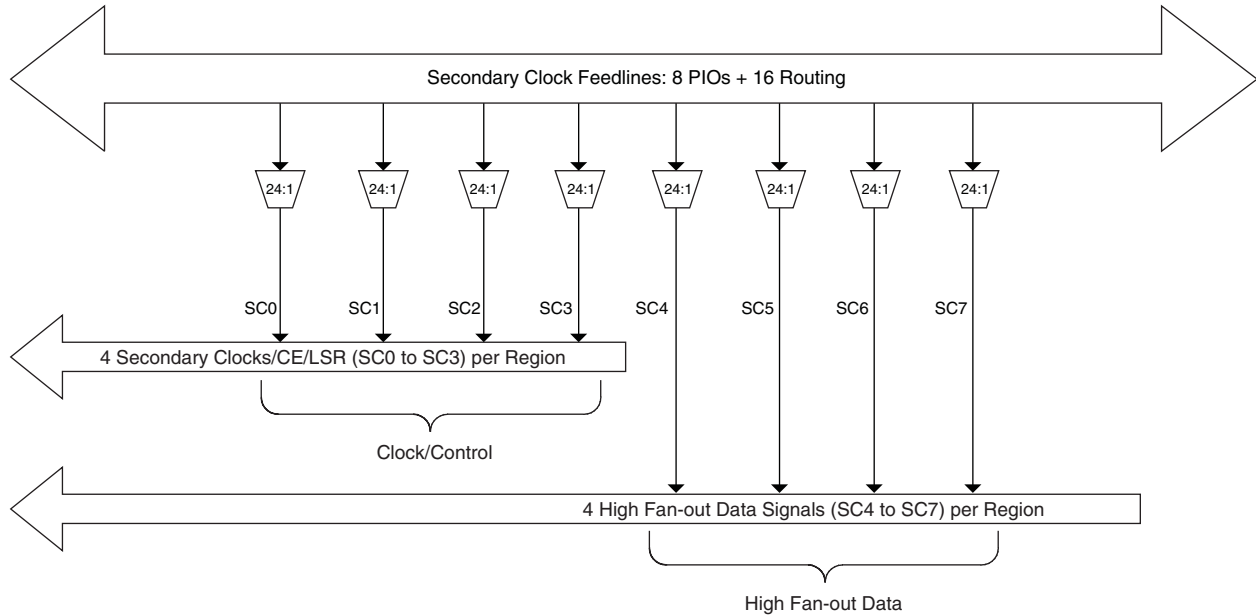 Secondary Clock Feedlines: 8 PIOs + 16 Routing
24:1
24:1
24:1
24:1
24:1
24:1
24:1
24:1
SC0
SC1
SC2
SC3
SC4
SC5
SC6
SC7
4 Secondary Clocks/CE/LSR (SC0 to SC3) per Region
Clock/Control
4 High Fan-out Data Signals (SC4 to SC7) per Region
High Fan-out Data